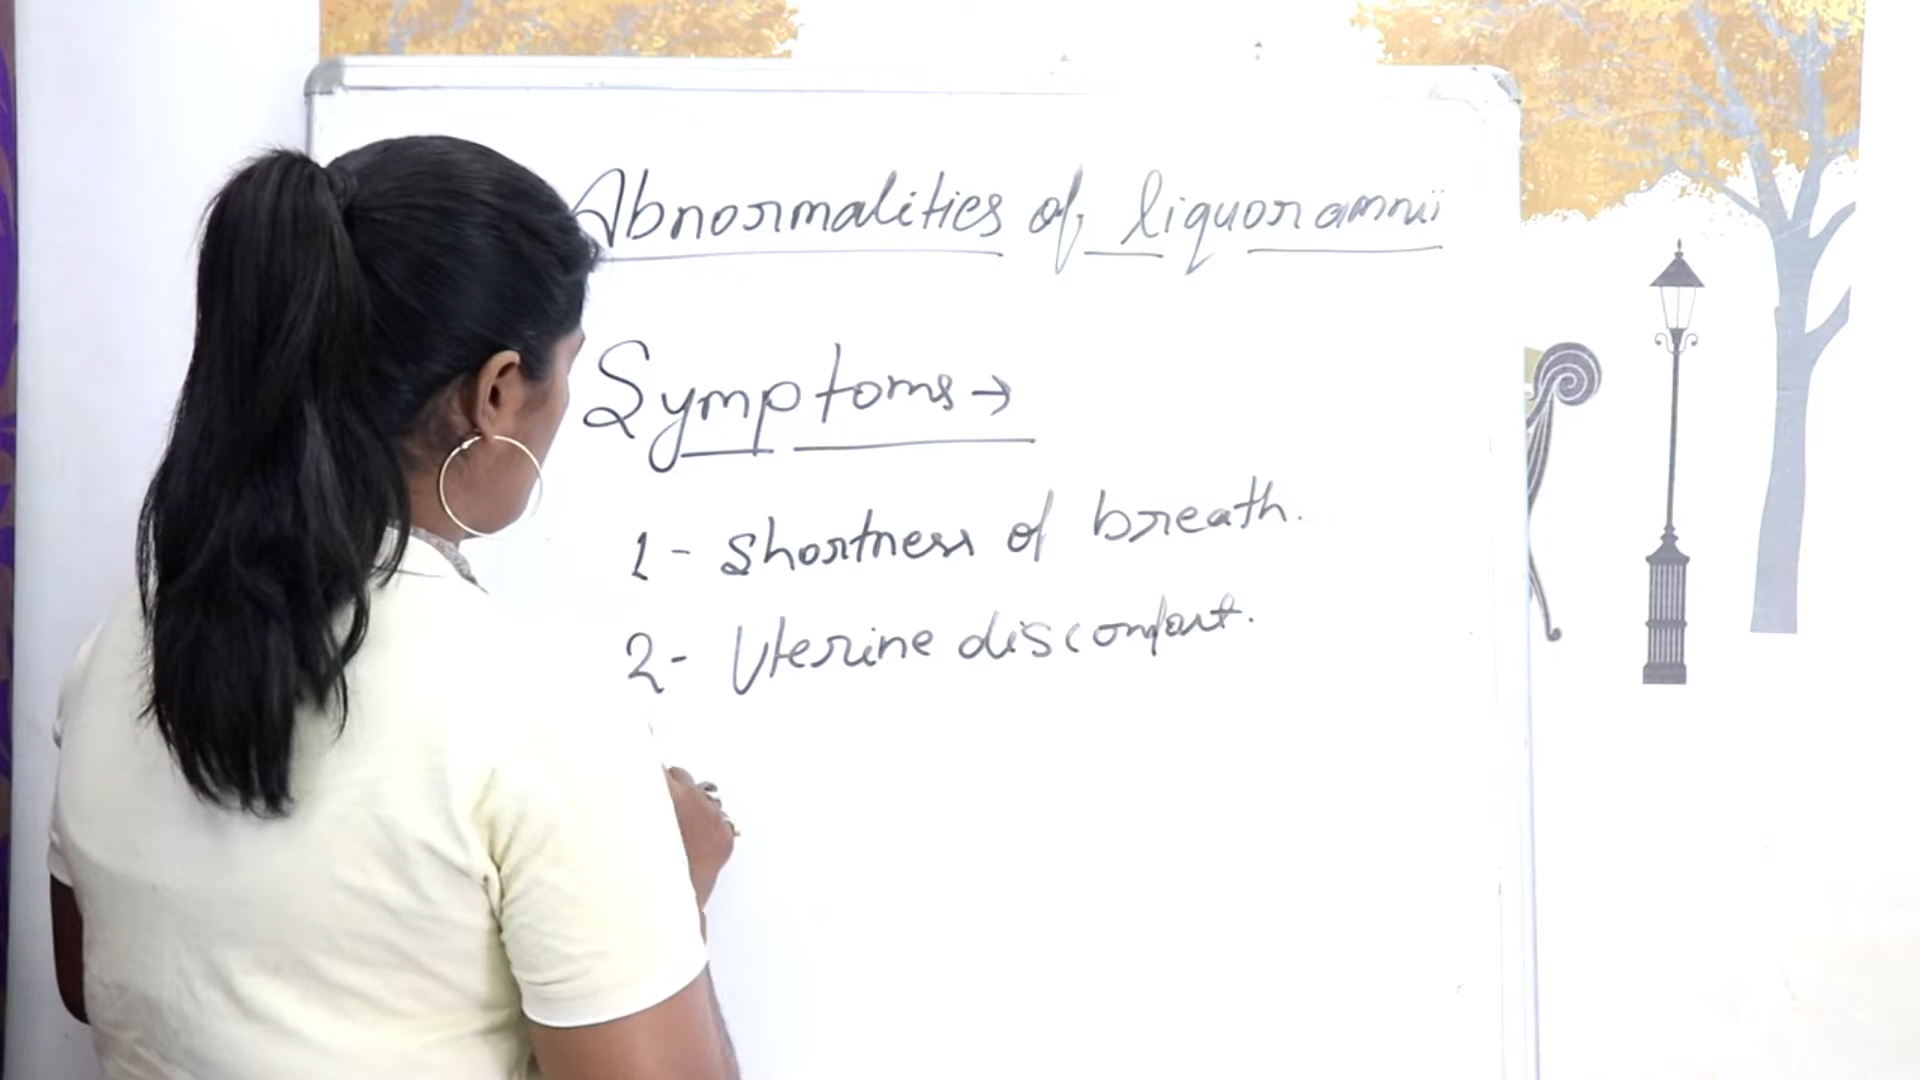 Abnormalities of liquor amnii
Symptoms →
1- Shortness of breath.
2- Uterine discomfort.